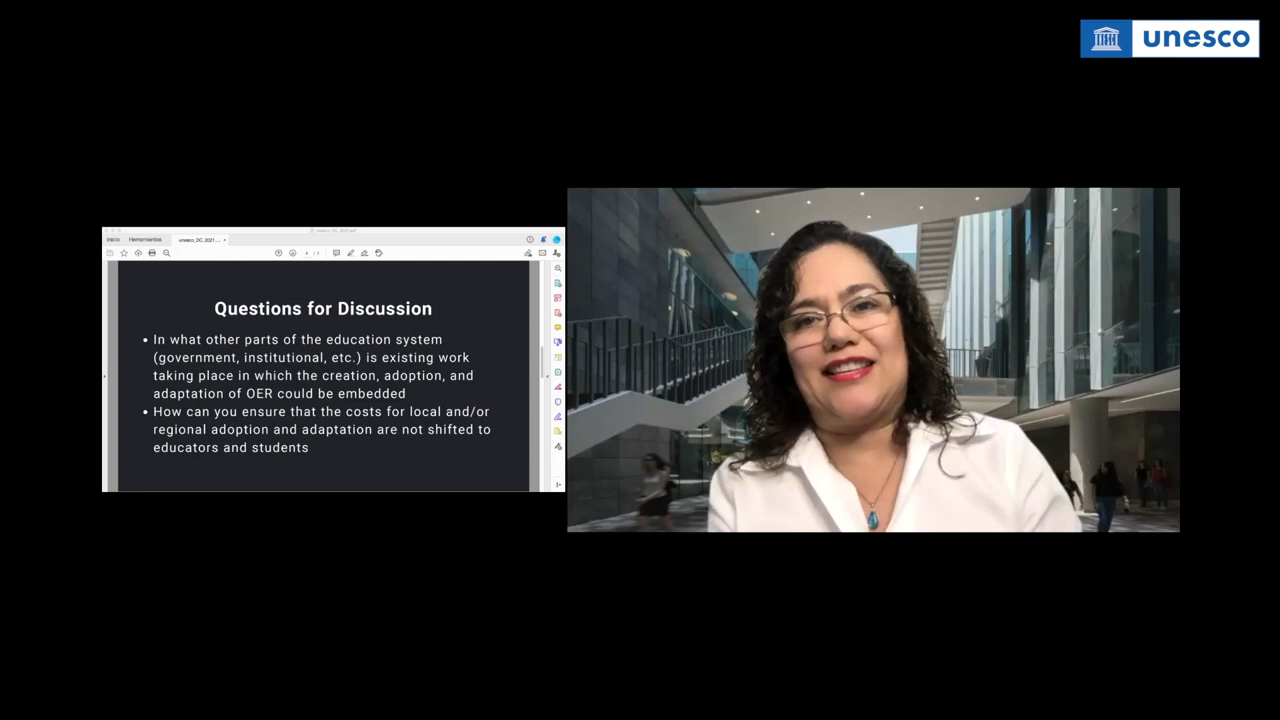 unesco
Inicio Herramientas unesco_DC_2021.... ×
Questions for Discussion
• In what other parts of the education system
(government, institutional, etc.) is existing work
taking place in which the creation, adoption, and
adaptation of OER could be embedded
• How can you ensure that the costs for local and/or
regional adoption and adaptation are not shifted to
educators and students